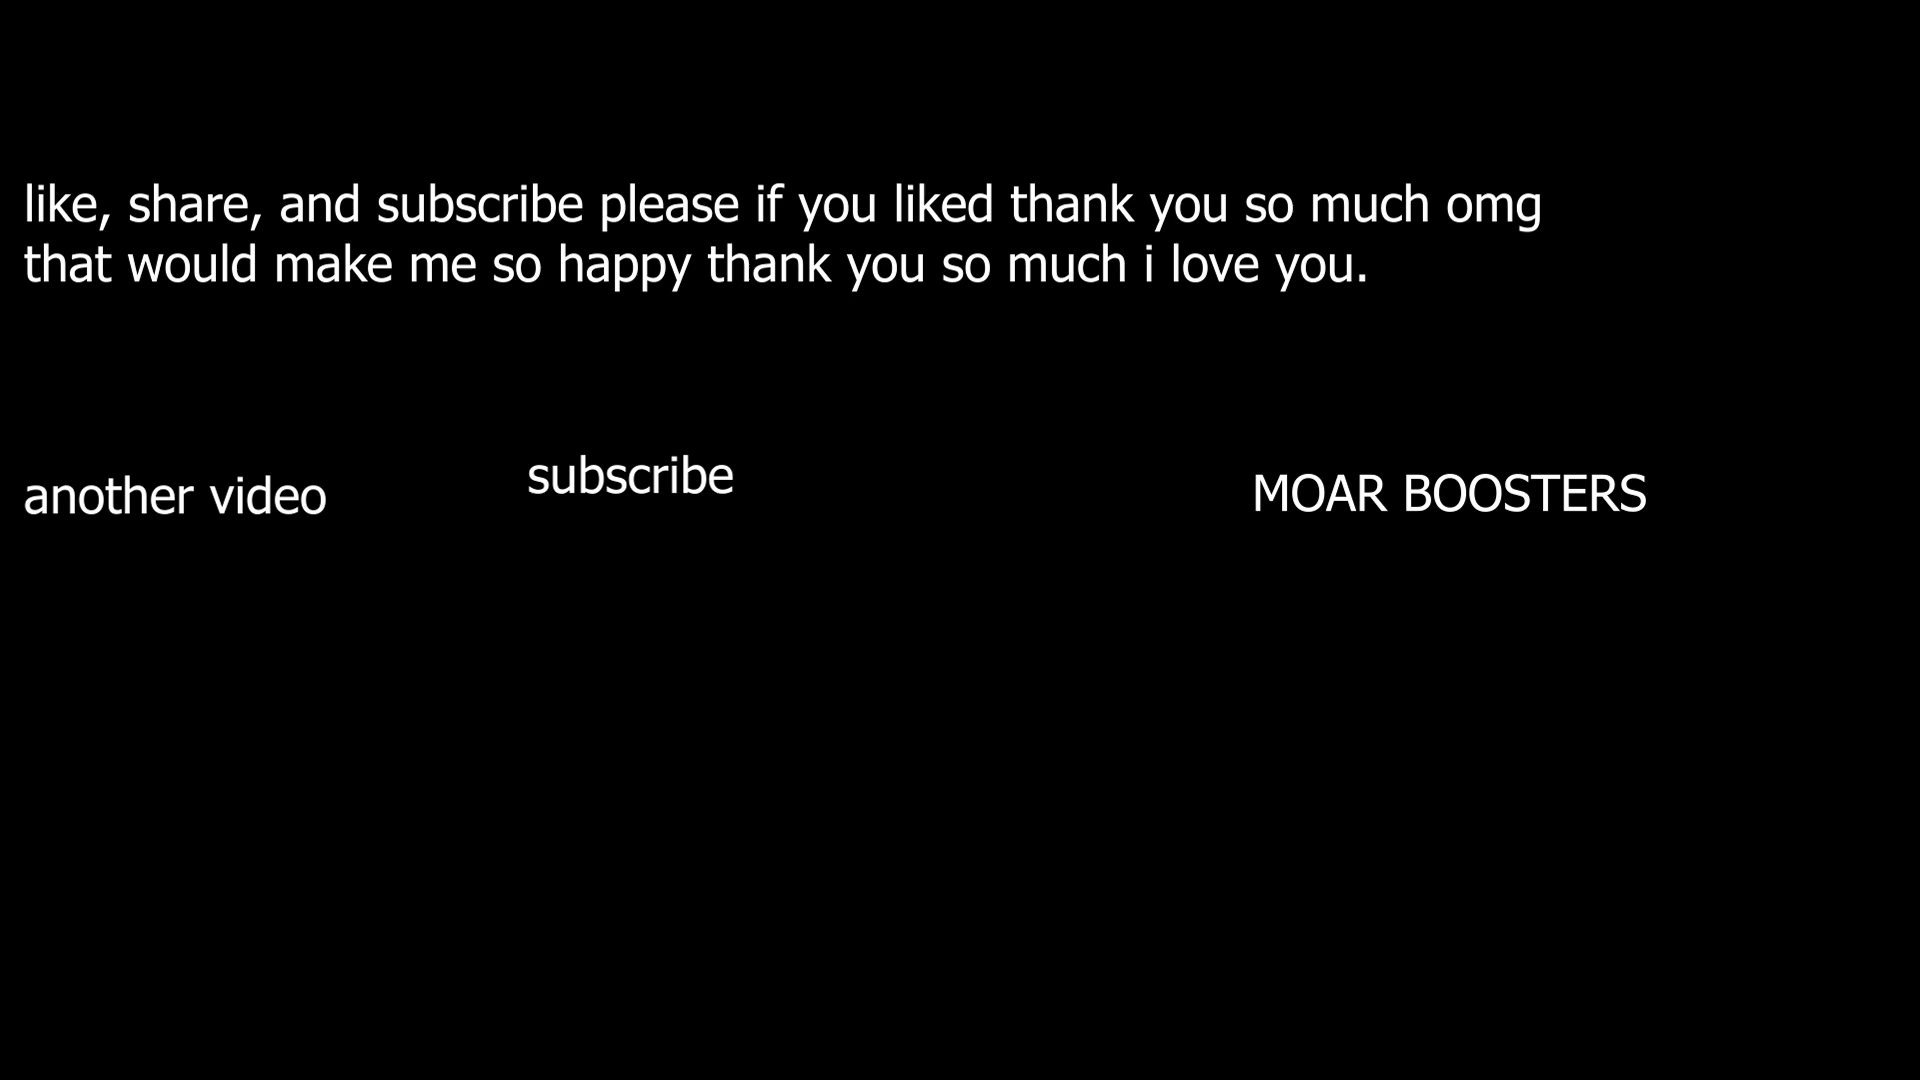 like, share, and subscribe please if you liked thank you so much omg
that would make me so happy thank you so much i love you.
another video
subscribe
MOAR BOOSTERS